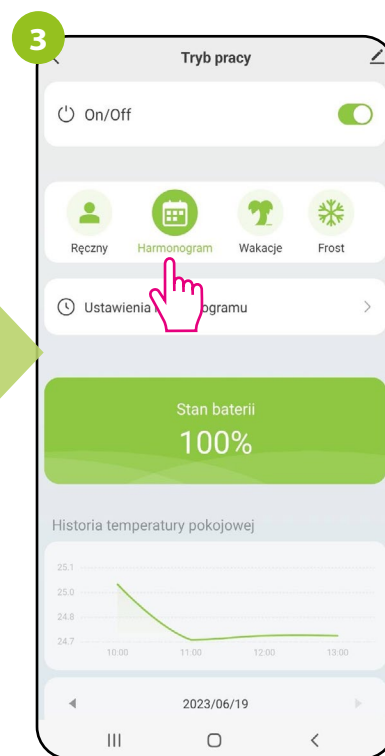 3
Tryb pracy
On/Off
Ręczny Harmonogram Wakacje Frost
Ustawienia ogramu
Stan baterii
100%
Historia temperatury pokojowej
25.1
25.0
24.8
24.7
10:00 11:00 12:00 13:00
2023/06/19